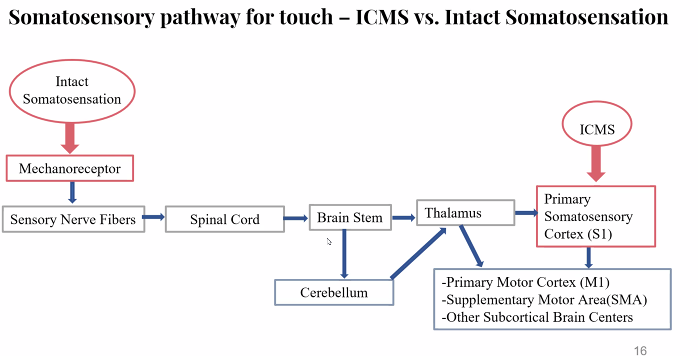 Somatosensory pathway for touch – ICMS vs. Intact Somatosensation
Intact
Somatosensation
ICMS
Mechanoreceptor
Sensory Nerve Fibers
Spinal Cord
Brain Stem
Thalamus
Primary
Somatosensory
Cortex (S1)
Cerebellum
-Primary Motor Cortex (M1)
-Supplementary Motor Area(SMA)
-Other Subcortical Brain Centers
16